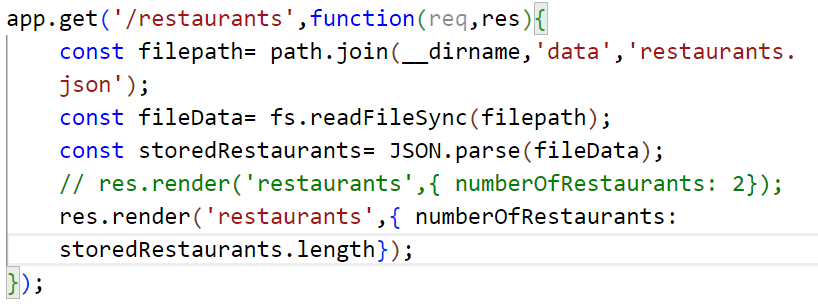 app.get('/restaurants',function(req,res){
const filepath= path.join(__dirname,'data','restaurants.
json');
const fileData= fs.readFileSync(filepath);
const storedRestaurants= JSON.parse(fileData);
// res.render('restaurants',{ numberOfRestaurants: 2});
res.render('restaurants',{ numberOfRestaurants:
storedRestaurants.length});
});